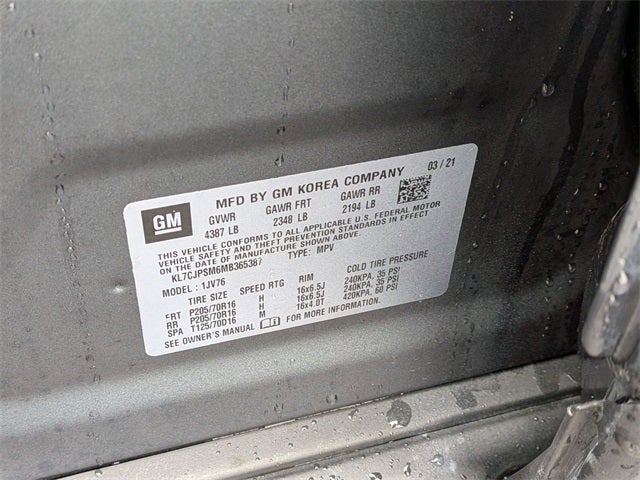 GM
MFD BY GM KOREA COMPANY 03/21
GVWR GAWR FRT GAWR RR
4387 LB 2348 LB 2194 LB
THIS VEHICLE CONFORMS TO ALL APPLICABLE U.S. FEDERAL MOTOR
VEHICLE SAFETY AND THEFT PREVENTION STANDARDS IN EFFECT
ON THE DATE OF MANUFACTURE SHOWN ABOVE.
KL7CJPSM6MB365387 TYPE: MPV
MODEL: 1JV76
TIRE SIZE SPEED RTG RIM COLD TIRE PRESSURE
FRT P205/70R16 H 16x6.5J 240KPA, 35 PSI
RR P205/70R16 H 16x6.5J 240KPA, 35 PSI
SPA T125/70D16 M 16x4.0T 420KPA, 60 PSI
SEE OWNER'S MANUAL FOR MORE INFORMATION.